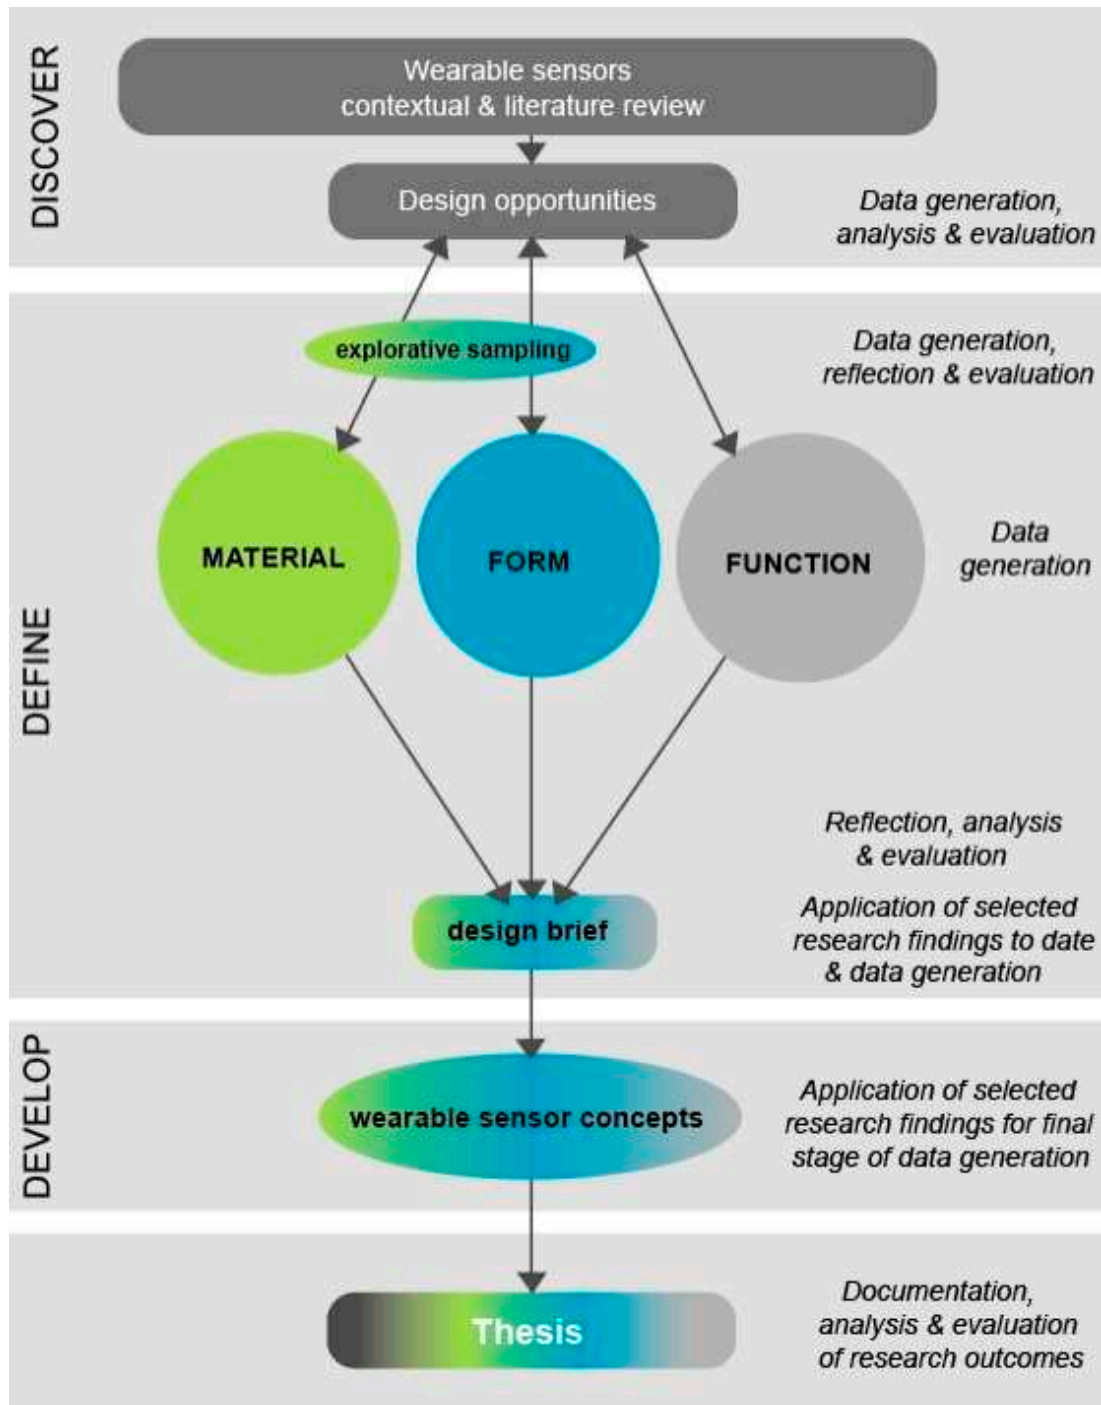 DISCOVER
Wearable sensors
contextual & literature review
Design opportunities
Data generation,
analysis & evaluation
DEFINE
explorative sampling
Data generation,
reflection & evaluation
MATERIAL
FORM
FUNCTION
Data
generation
Reflection, analysis
& evaluation
design brief
Application of selected
research findings to date
& data generation
DEVELOP
wearable sensor concepts
Application of selected
research findings for final
stage of data generation
Thesis
Documentation,
analysis & evaluation
of research outcomes